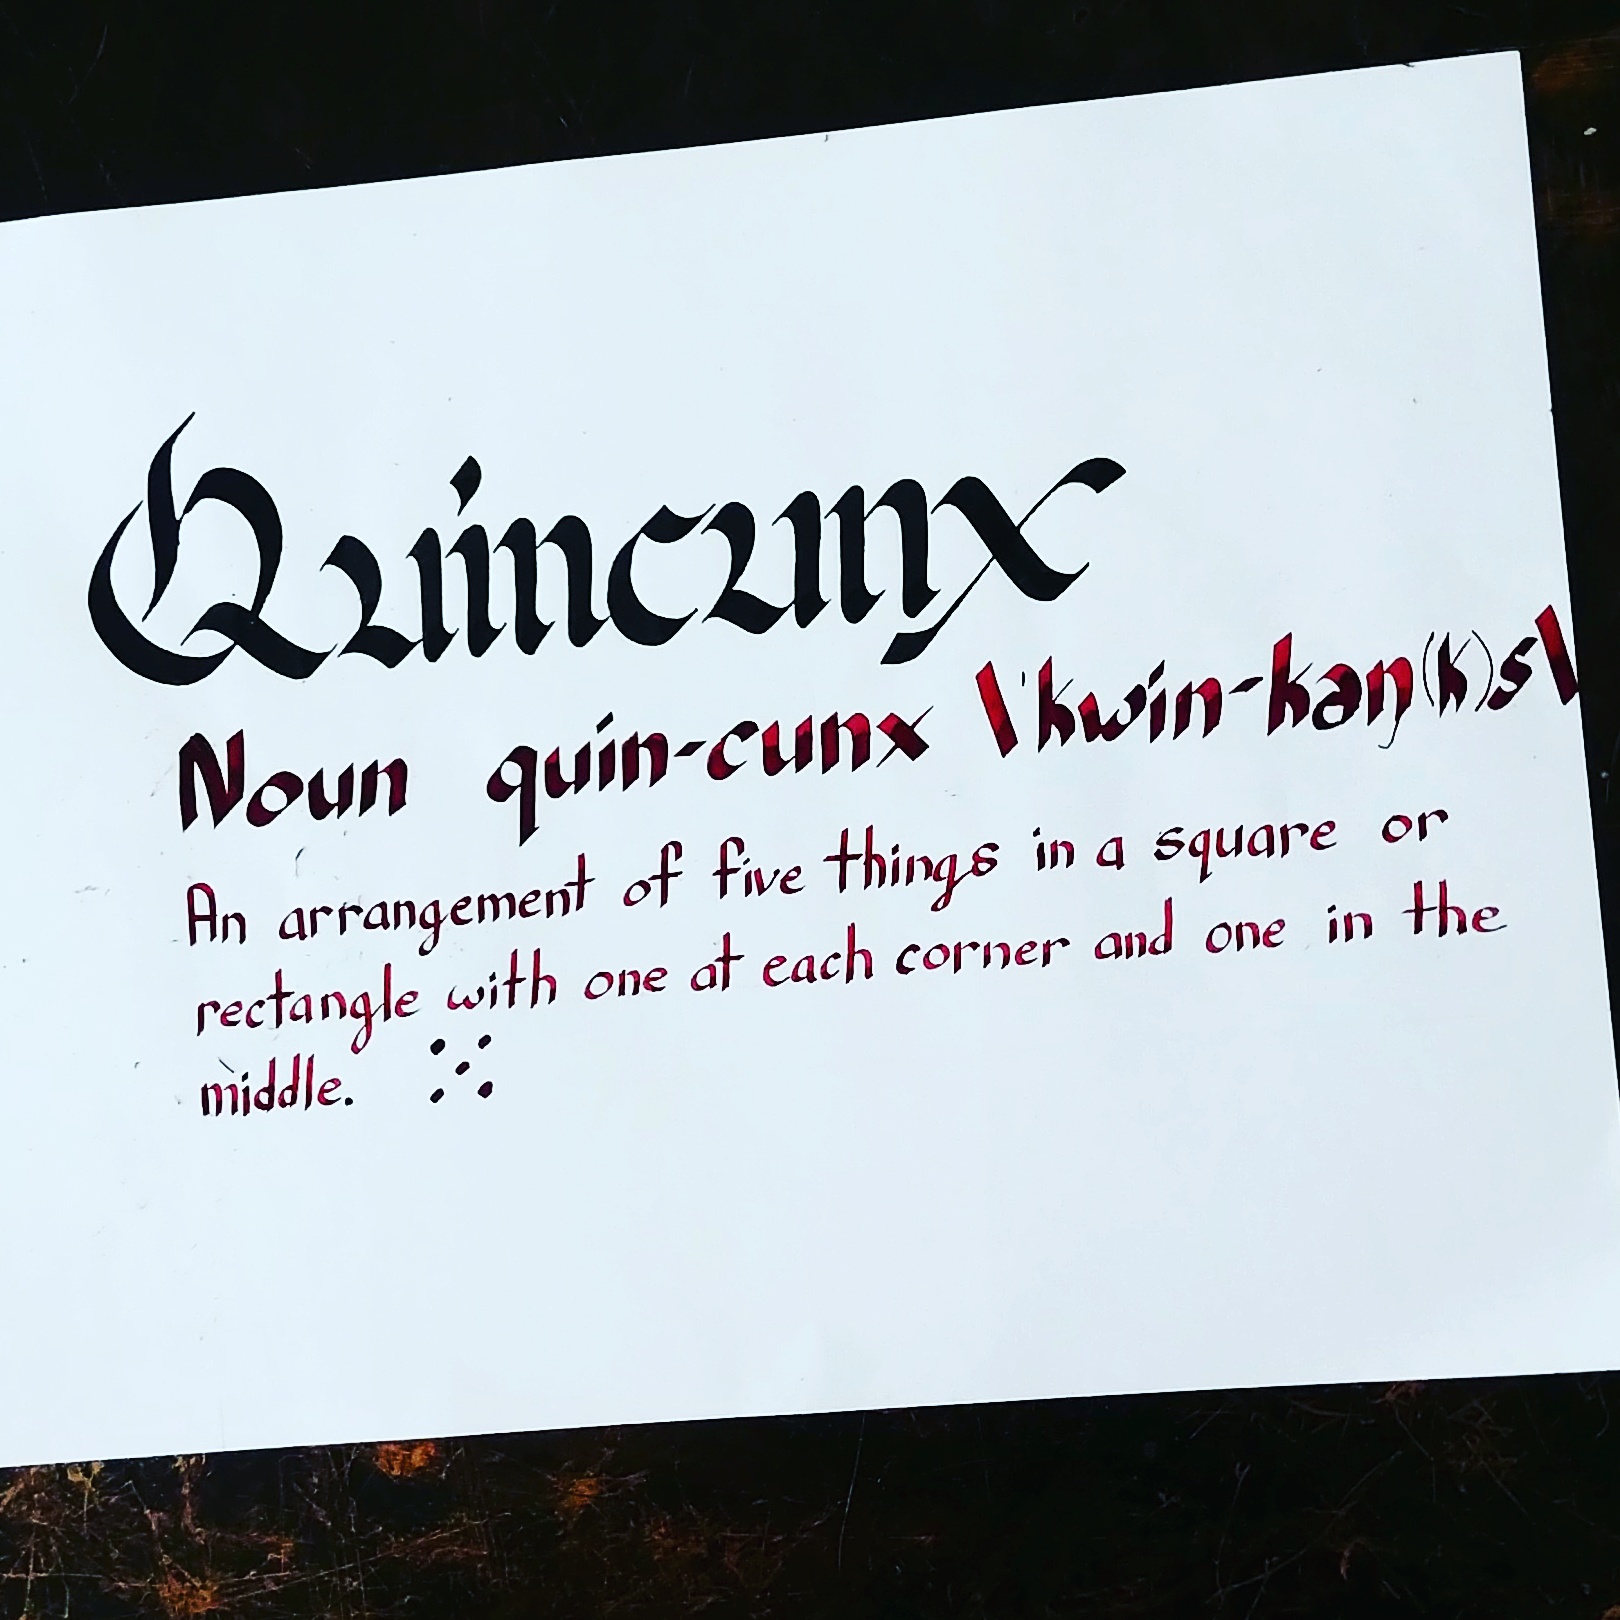 Quincunx
Noun quin-cunx \ˈkwin-kaŋ(k)s\
An arrangement of five things in a square or
rectangle with one at each corner and one in the
middle.